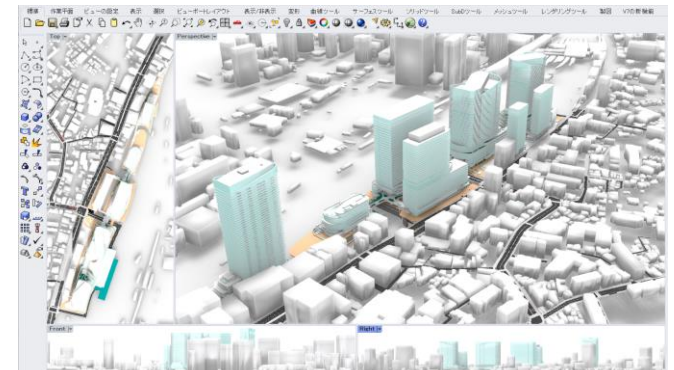 標準 作業平面 ビューの設定 表示 選択 ビューポートレイアウト 表示/非表示 変形 曲線ツール サーフェスツール ソリッドツール SubDツール メッシュツール レンダリングツール 製図 V7の新機能
Top
Perspective
Front
Right